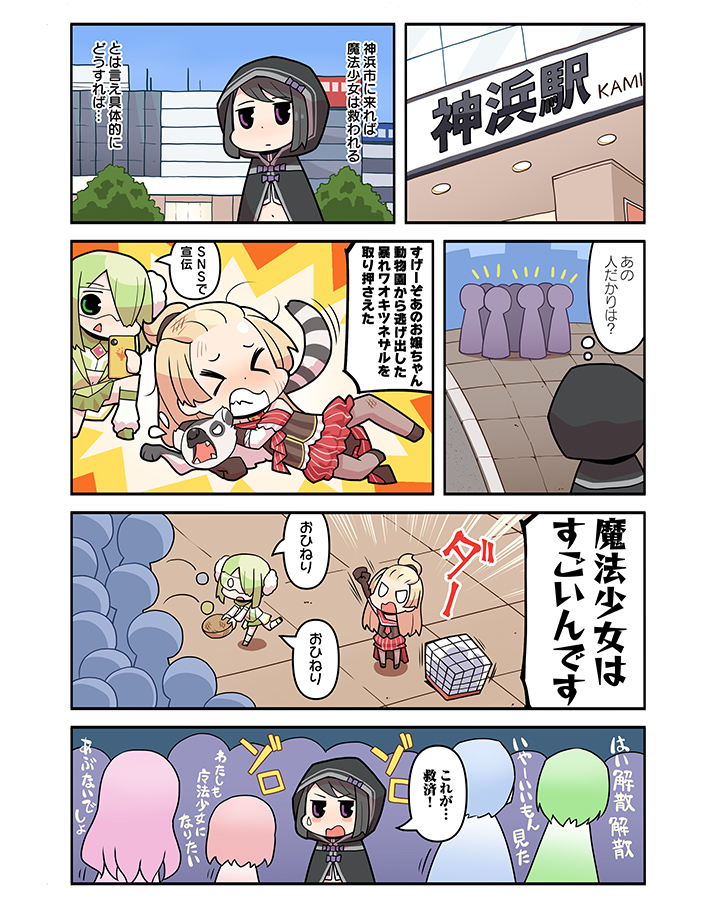 神浜駅
KAMI
神浜市に来れば
魔法少女は救われる
とは言え具体的に
どうすれば…
あの
人だかりは？
すげーぞあのお嬢ちゃん
動物園から逃げ出した
暴れワオキツネザルを
取り押さえた
SNSで
宣伝
魔法少女は
すごいんです
ダー
おひねり
おひねり
はい解散解散
いやーいいもん
見た
これが…
救済！
ゾロ
ゾロ
わたしも
魔法少女に
なりたい
あぶないでしょ